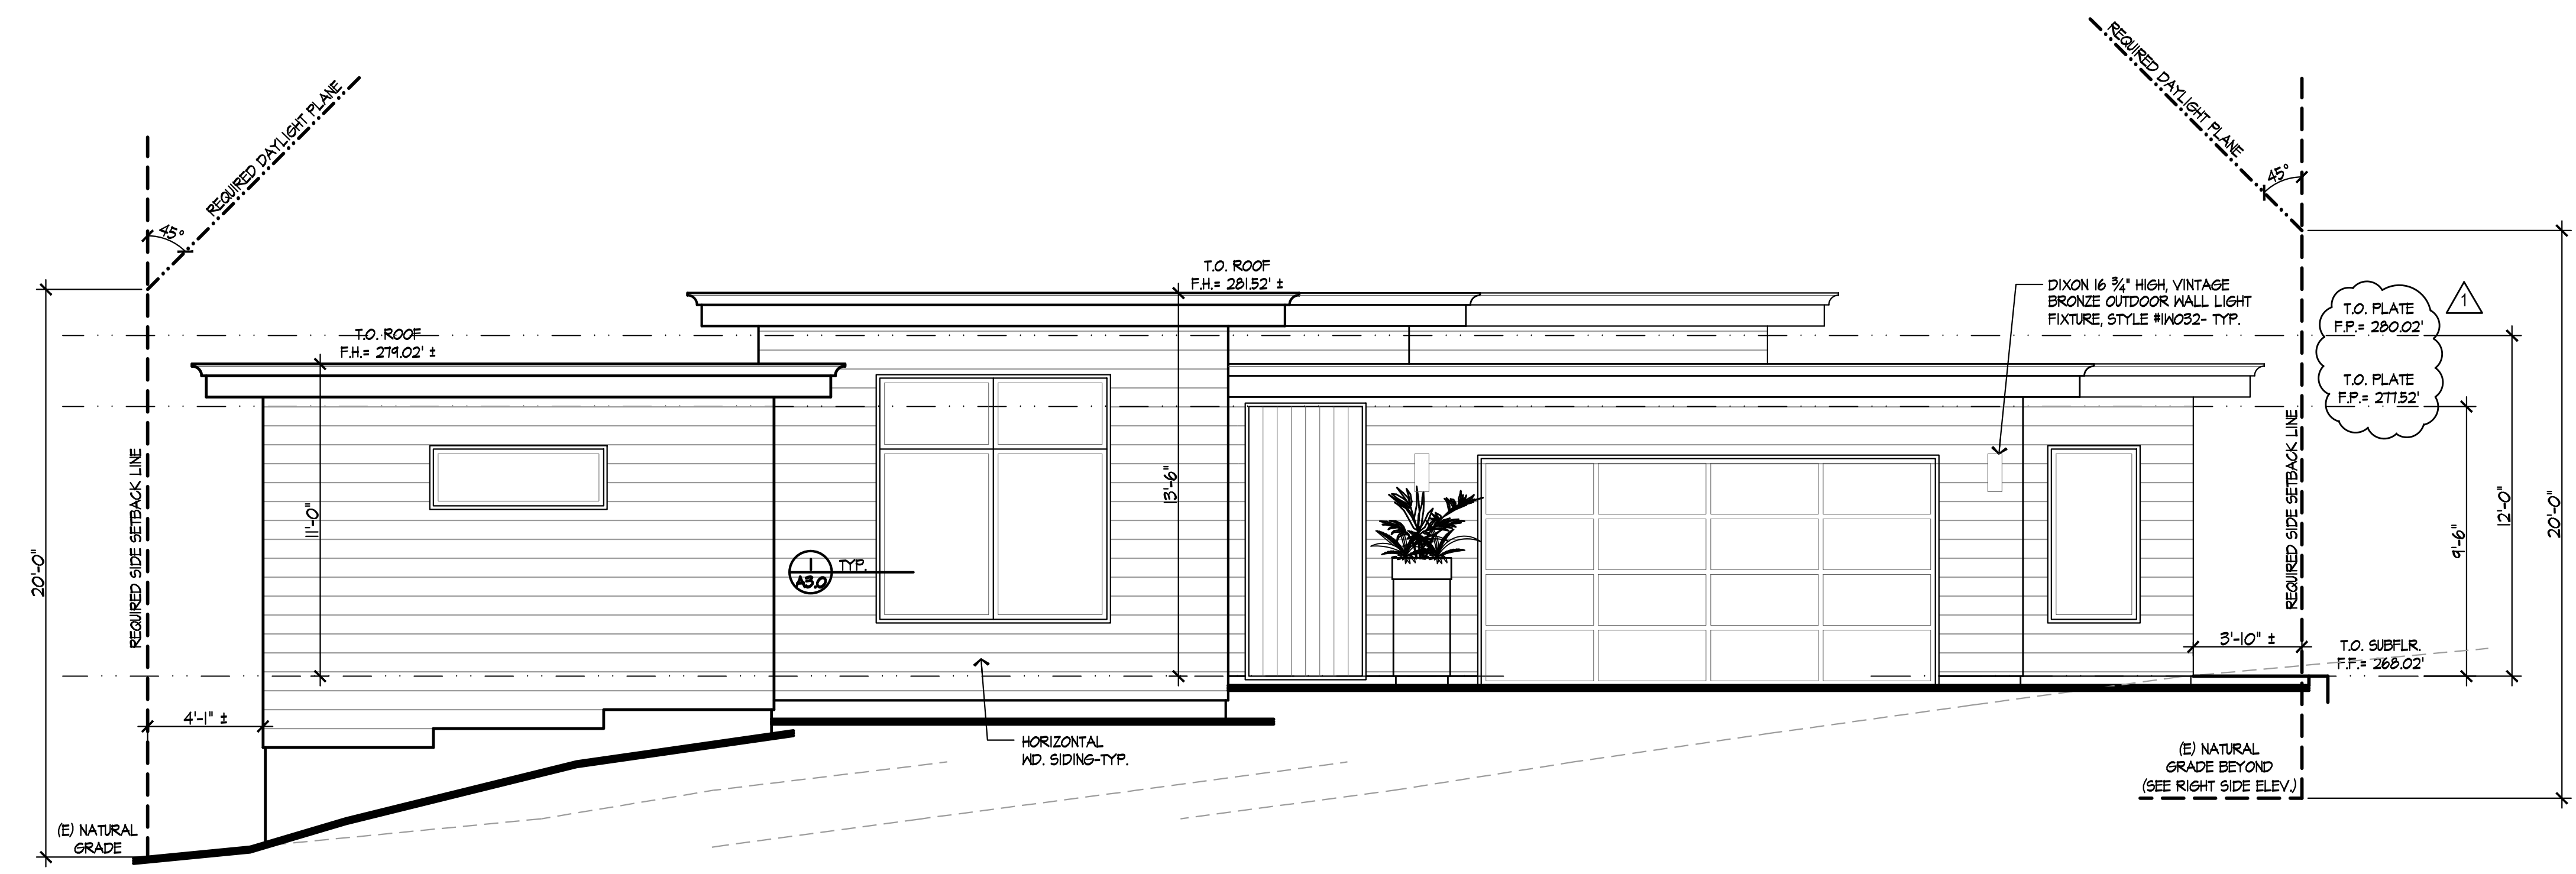 REQUIRED DAYLIGHT PLANE
45°
REQUIRED DAYLIGHT PLANE
45°
T.O. ROOF
F.H.= 281.52' ±
T.O. ROOF
F.H.= 279.02' ±
DIXON 16 ¾" HIGH, VINTAGE
BRONZE OUTDOOR WALL LIGHT
FIXTURE, STYLE #1W032- TYP.
T.O. PLATE
F.P.= 280.02'
1
T.O. PLATE
F.P.= 277.52'
20'-0"
REQUIRED SIDE SETBACK LINE
11'-0"
1
A3.0
TYP.
13'-6"
REQUIRED SIDE SETBACK LINE
9'-6"
12'-0"
20'-0"
3'-10" ±
T.O. SUBFLR.
F.F.= 268.02'
4'-1" ±
HORIZONTAL
WD. SIDING-TYP.
(E) NATURAL
GRADE BEYOND
(SEE RIGHT SIDE ELEV.)
(E) NATURAL
GRADE